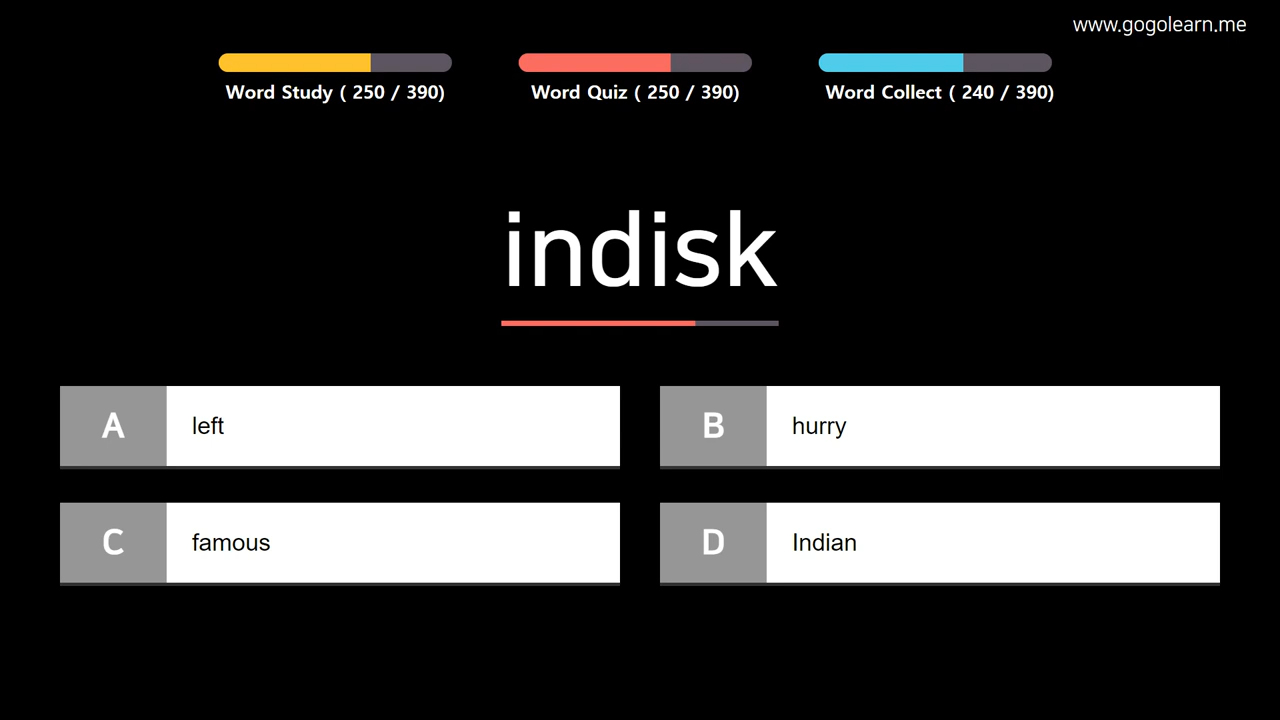 www.gogolearn.me
Word Study ( 250 / 390)
Word Quiz ( 250 / 390)
Word Collect ( 240 / 390)
indisk
A left
B hurry
C famous
D Indian